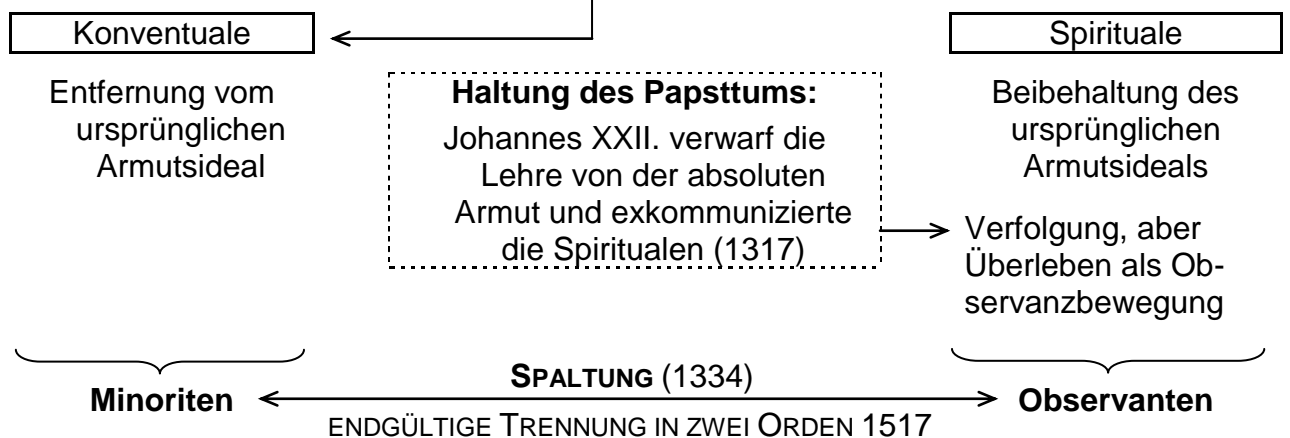 Konventuale
Spirituale
Entfernung vom
ursprünglichen
Armutsideal
Haltung des Papsttums:
Johannes XXII. verwarf die
Lehre von der absoluten
Armut und exkommunizierte
die Spiritualen (1317)
Beibehaltung des
ursprünglichen
Armutsideals
Verfolgung, aber
Überleben als Ob-
servanzbewegung
Minoriten
SPALTUNG (1334)
ENDGÜLTIGE TRENNUNG IN ZWEI ORDEN 1517
Observanten